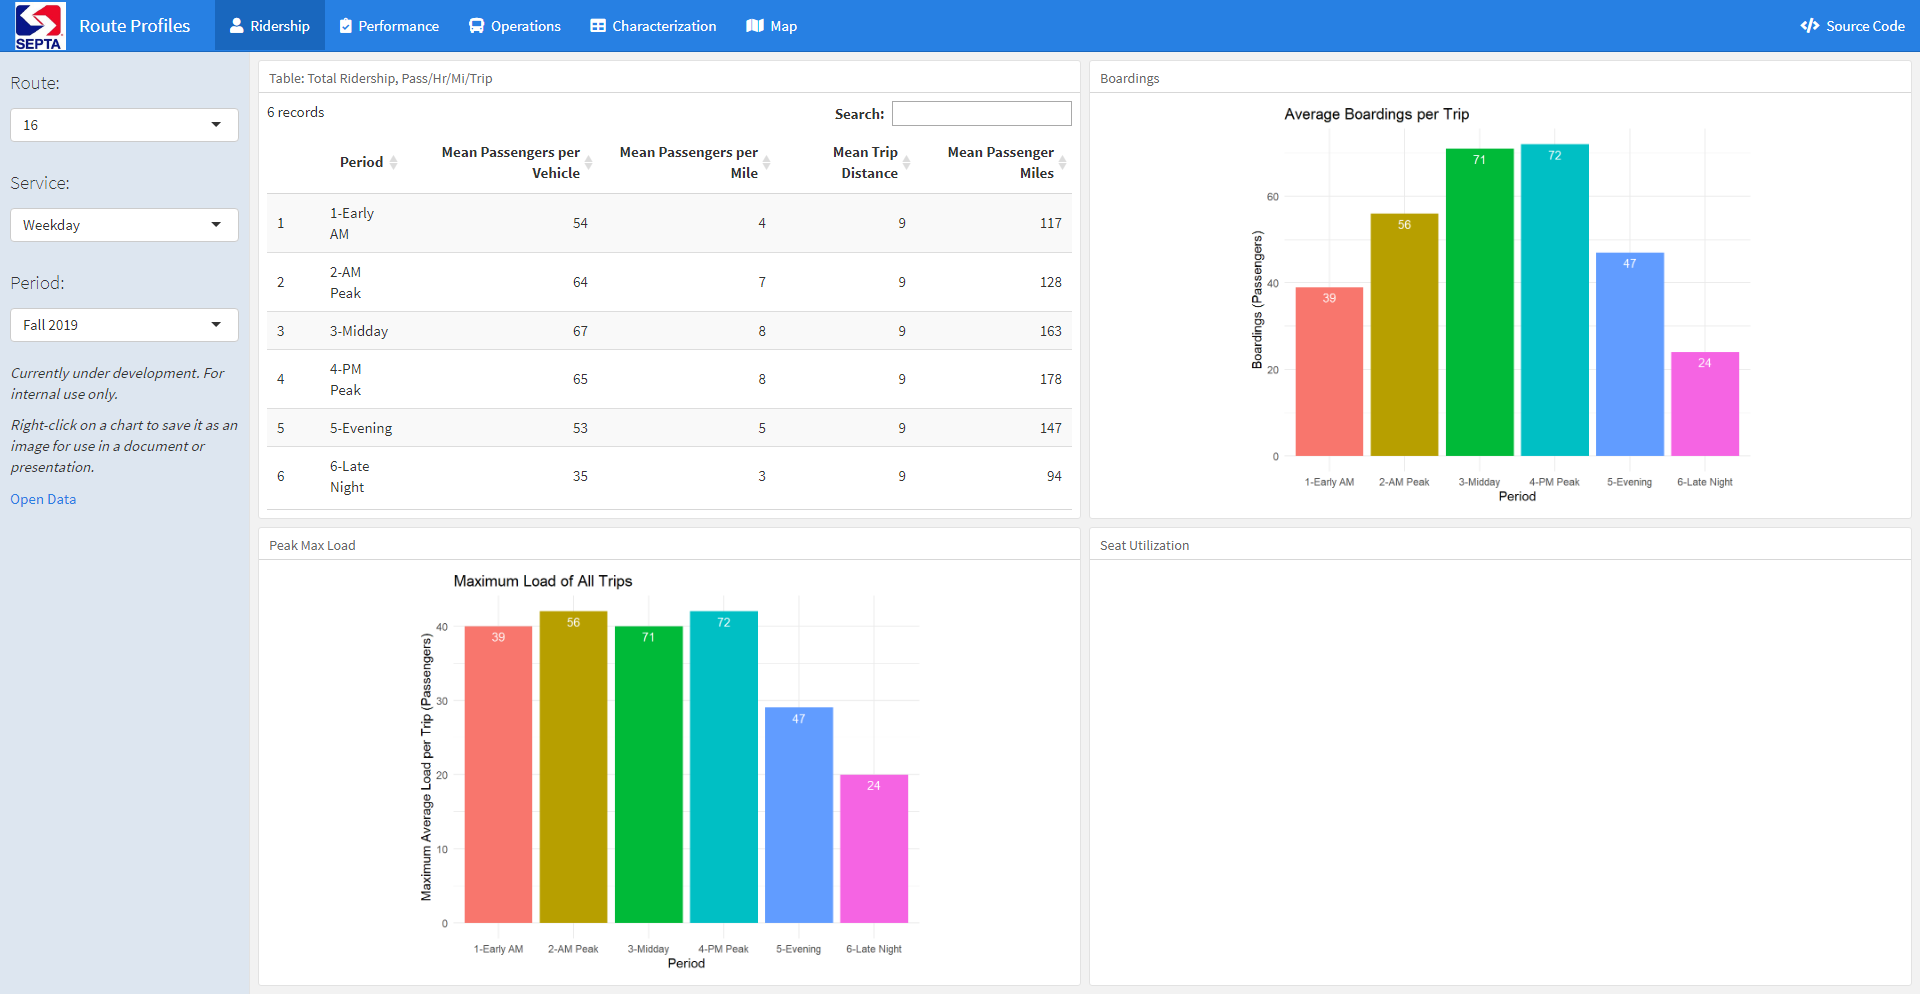 SEPTA
Route Profiles
Ridership
Performance
Operations
Characterization
Map
Source Code
Route:
16
Service:
Weekday
Period:
Fall 2019
Currently under development. For
internal use only.
Right-click on a chart to save it as an
image for use in a document or
presentation.
Open Data
Table: Total Ridership, Pass/Hr/Mi/Trip
6 records
Search:
Period Mean Passengers per Vehicle Mean Passengers per Mile Mean Trip Distance Mean Passenger Miles
1 1-Early AM 54 4 9 117
2 2-AM Peak 64 7 9 128
3 3-Midday 67 8 9 163
4 4-PM Peak 65 8 9 178
5 5-Evening 53 5 9 147
6 6-Late Night 35 3 9 94
Boardings
Average Boardings per Trip
Boardings (Passengers)
60
40
20
0
39
56
71
72
47
24
1-Early AM 2-AM Peak 3-Midday 4-PM Peak 5-Evening 6-Late Night
Period
Peak Max Load
Maximum Load of All Trips
Maximum Average Load per Trip (Passengers)
40
30
20
10
0
39
56
71
72
47
24
1-Early AM 2-AM Peak 3-Midday 4-PM Peak 5-Evening 6-Late Night
Period
Seat Utilization